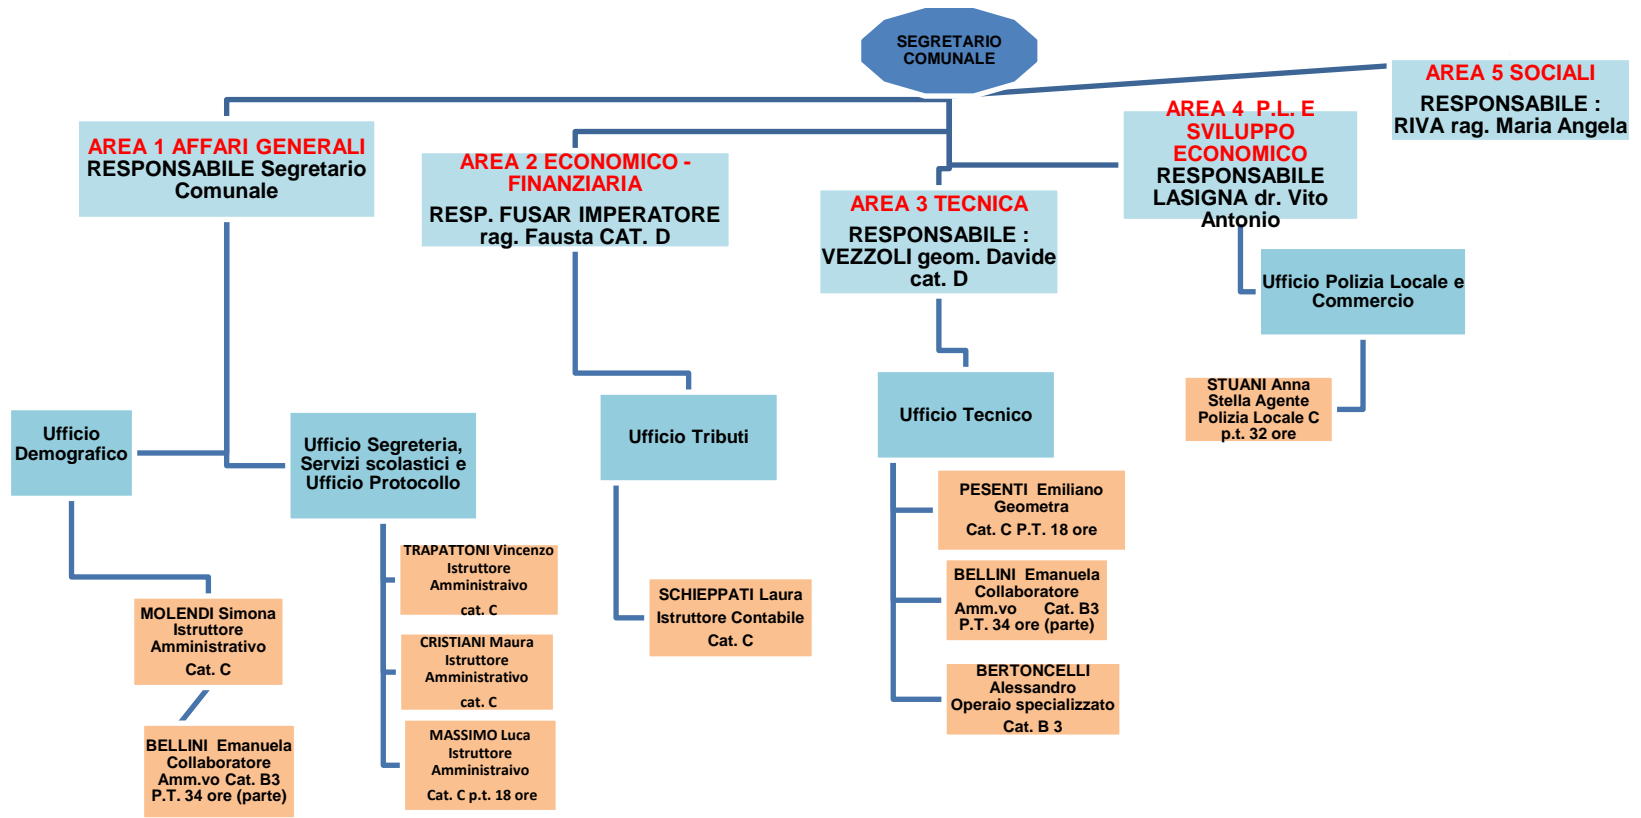 SEGRETARIO
COMUNALE
AREA 1 AFFARI GENERALI
RESPONSABILE Segretario
Comunale
AREA 2 ECONOMICO -
FINANZIARIA
RESP. FUSAR IMPERATORE
rag. Fausta CAT. D
AREA 3 TECNICA
RESPONSABILE :
VEZZOLI geom. Davide
cat. D
AREA 4 P.L. E
SVILUPPO
ECONOMICO
RESPONSABILE
LASIGNA dr. Vito
Antonio
AREA 5 SOCIALI
RESPONSABILE :
RIVA rag. Maria Angela
Ufficio Polizia Locale e
Commercio
STUANI Anna
Stella Agente
Polizia Locale C
p.t. 32 ore
Ufficio
Demografico
Ufficio Segreteria,
Servizi scolastici e
Ufficio Protocollo
Ufficio Tributi
Ufficio Tecnico
MOLENDI Simona
Istruttore
Amministrativo
Cat. C
BELLINI Emanuela
Collaboratore
Amm.vo Cat. B3
P.T. 34 ore (parte)
TRAPATTONI Vincenzo
Istruttore
Amministraivo
cat. C
CRISTIANI Maura
Istruttore
Amministrativo
cat. C
MASSIMO Luca
Istruttore
Amministraivo
Cat. C p.t. 18 ore
SCHIEPPATI Laura
Istruttore Contabile
Cat. C
PESENTI Emiliano
Geometra
Cat. C P.T. 18 ore
BELLINI Emanuela
Collaboratore
Amm.vo Cat. B3
P.T. 34 ore (parte)
BERTONCELLI
Alessandro
Operaio specializzato
Cat. B 3